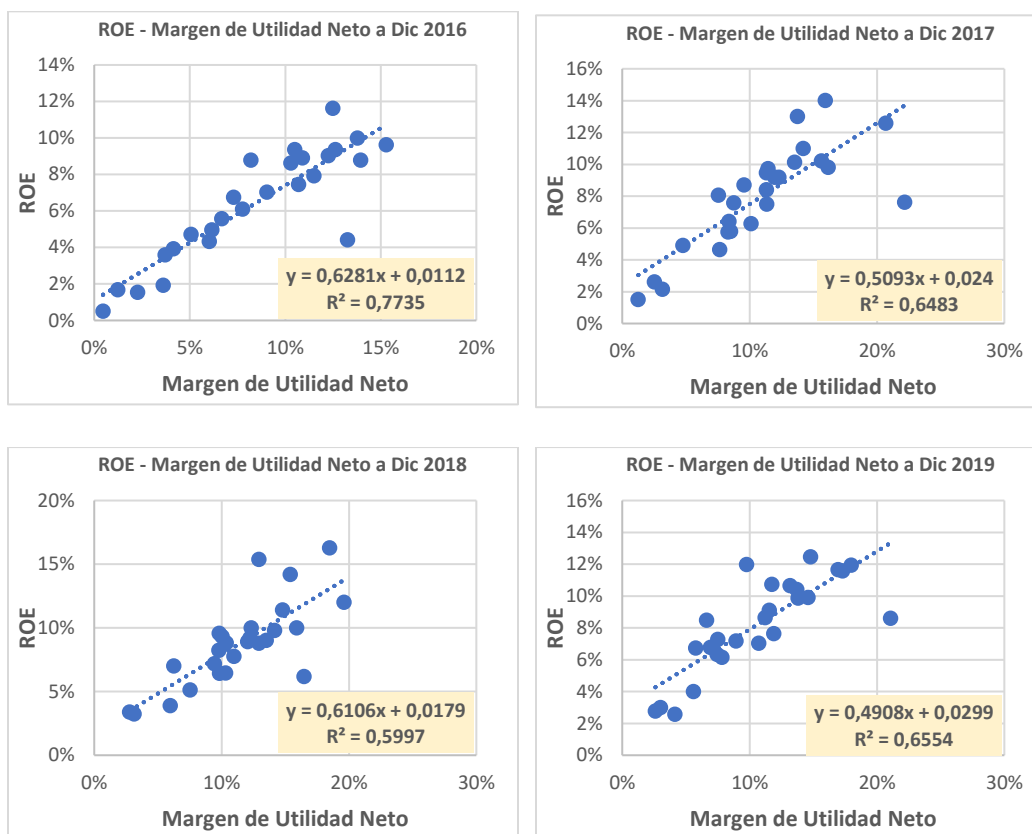 ROE - Margen de Utilidad Neto a Dic 2016
14%
12%
10%
8%
6%
4%
2%
0%
ROE
0%
5%
10%
15%
20%
Margen de Utilidad Neto
y = 0,6281x + 0,0112
R² = 0,7735
ROE - Margen de Utilidad Neto a Dic 2017
16%
14%
12%
10%
8%
6%
4%
2%
0%
ROE
0%
10%
20%
30%
Margen de Utilidad Neto
y = 0,5093x + 0,024
R² = 0,6483
ROE - Margen de Utilidad Neto a Dic 2018
20%
15%
10%
5%
0%
ROE
0%
10%
20%
30%
Margen de Utilidad Neto
y = 0,6106x + 0,0179
R² = 0,5997
ROE - Margen de Utilidad Neto a Dic 2019
16%
14%
12%
10%
8%
6%
4%
2%
0%
ROE
0%
10%
20%
30%
Margen de Utilidad Neto
y = 0,4908x + 0,0299
R² = 0,6554